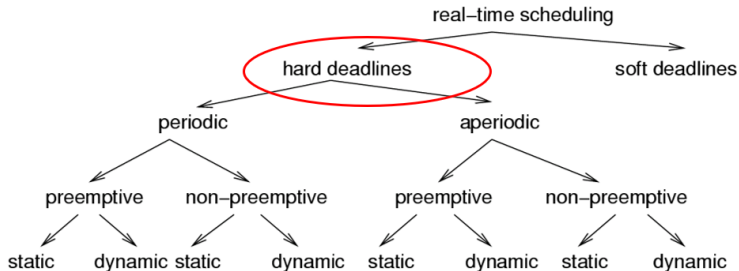 real-time scheduling
hard deadlines soft deadlines
periodic aperiodic
preemptive non-preemptive preemptive non-preemptive
static dynamic static dynamic static dynamic static dynamic